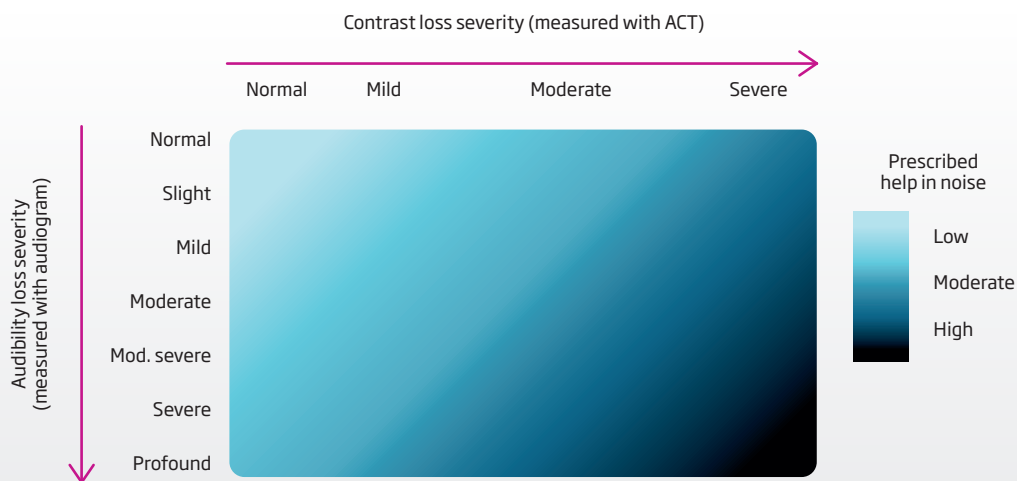 Contrast loss severity (measured with ACT)
Normal
Mild
Moderate
Severe
Audibility loss severity
(measured with audiogram)
Normal
Slight
Mild
Moderate
Mod. severe
Severe
Profound
Prescribed
help in noise
Low
Moderate
High